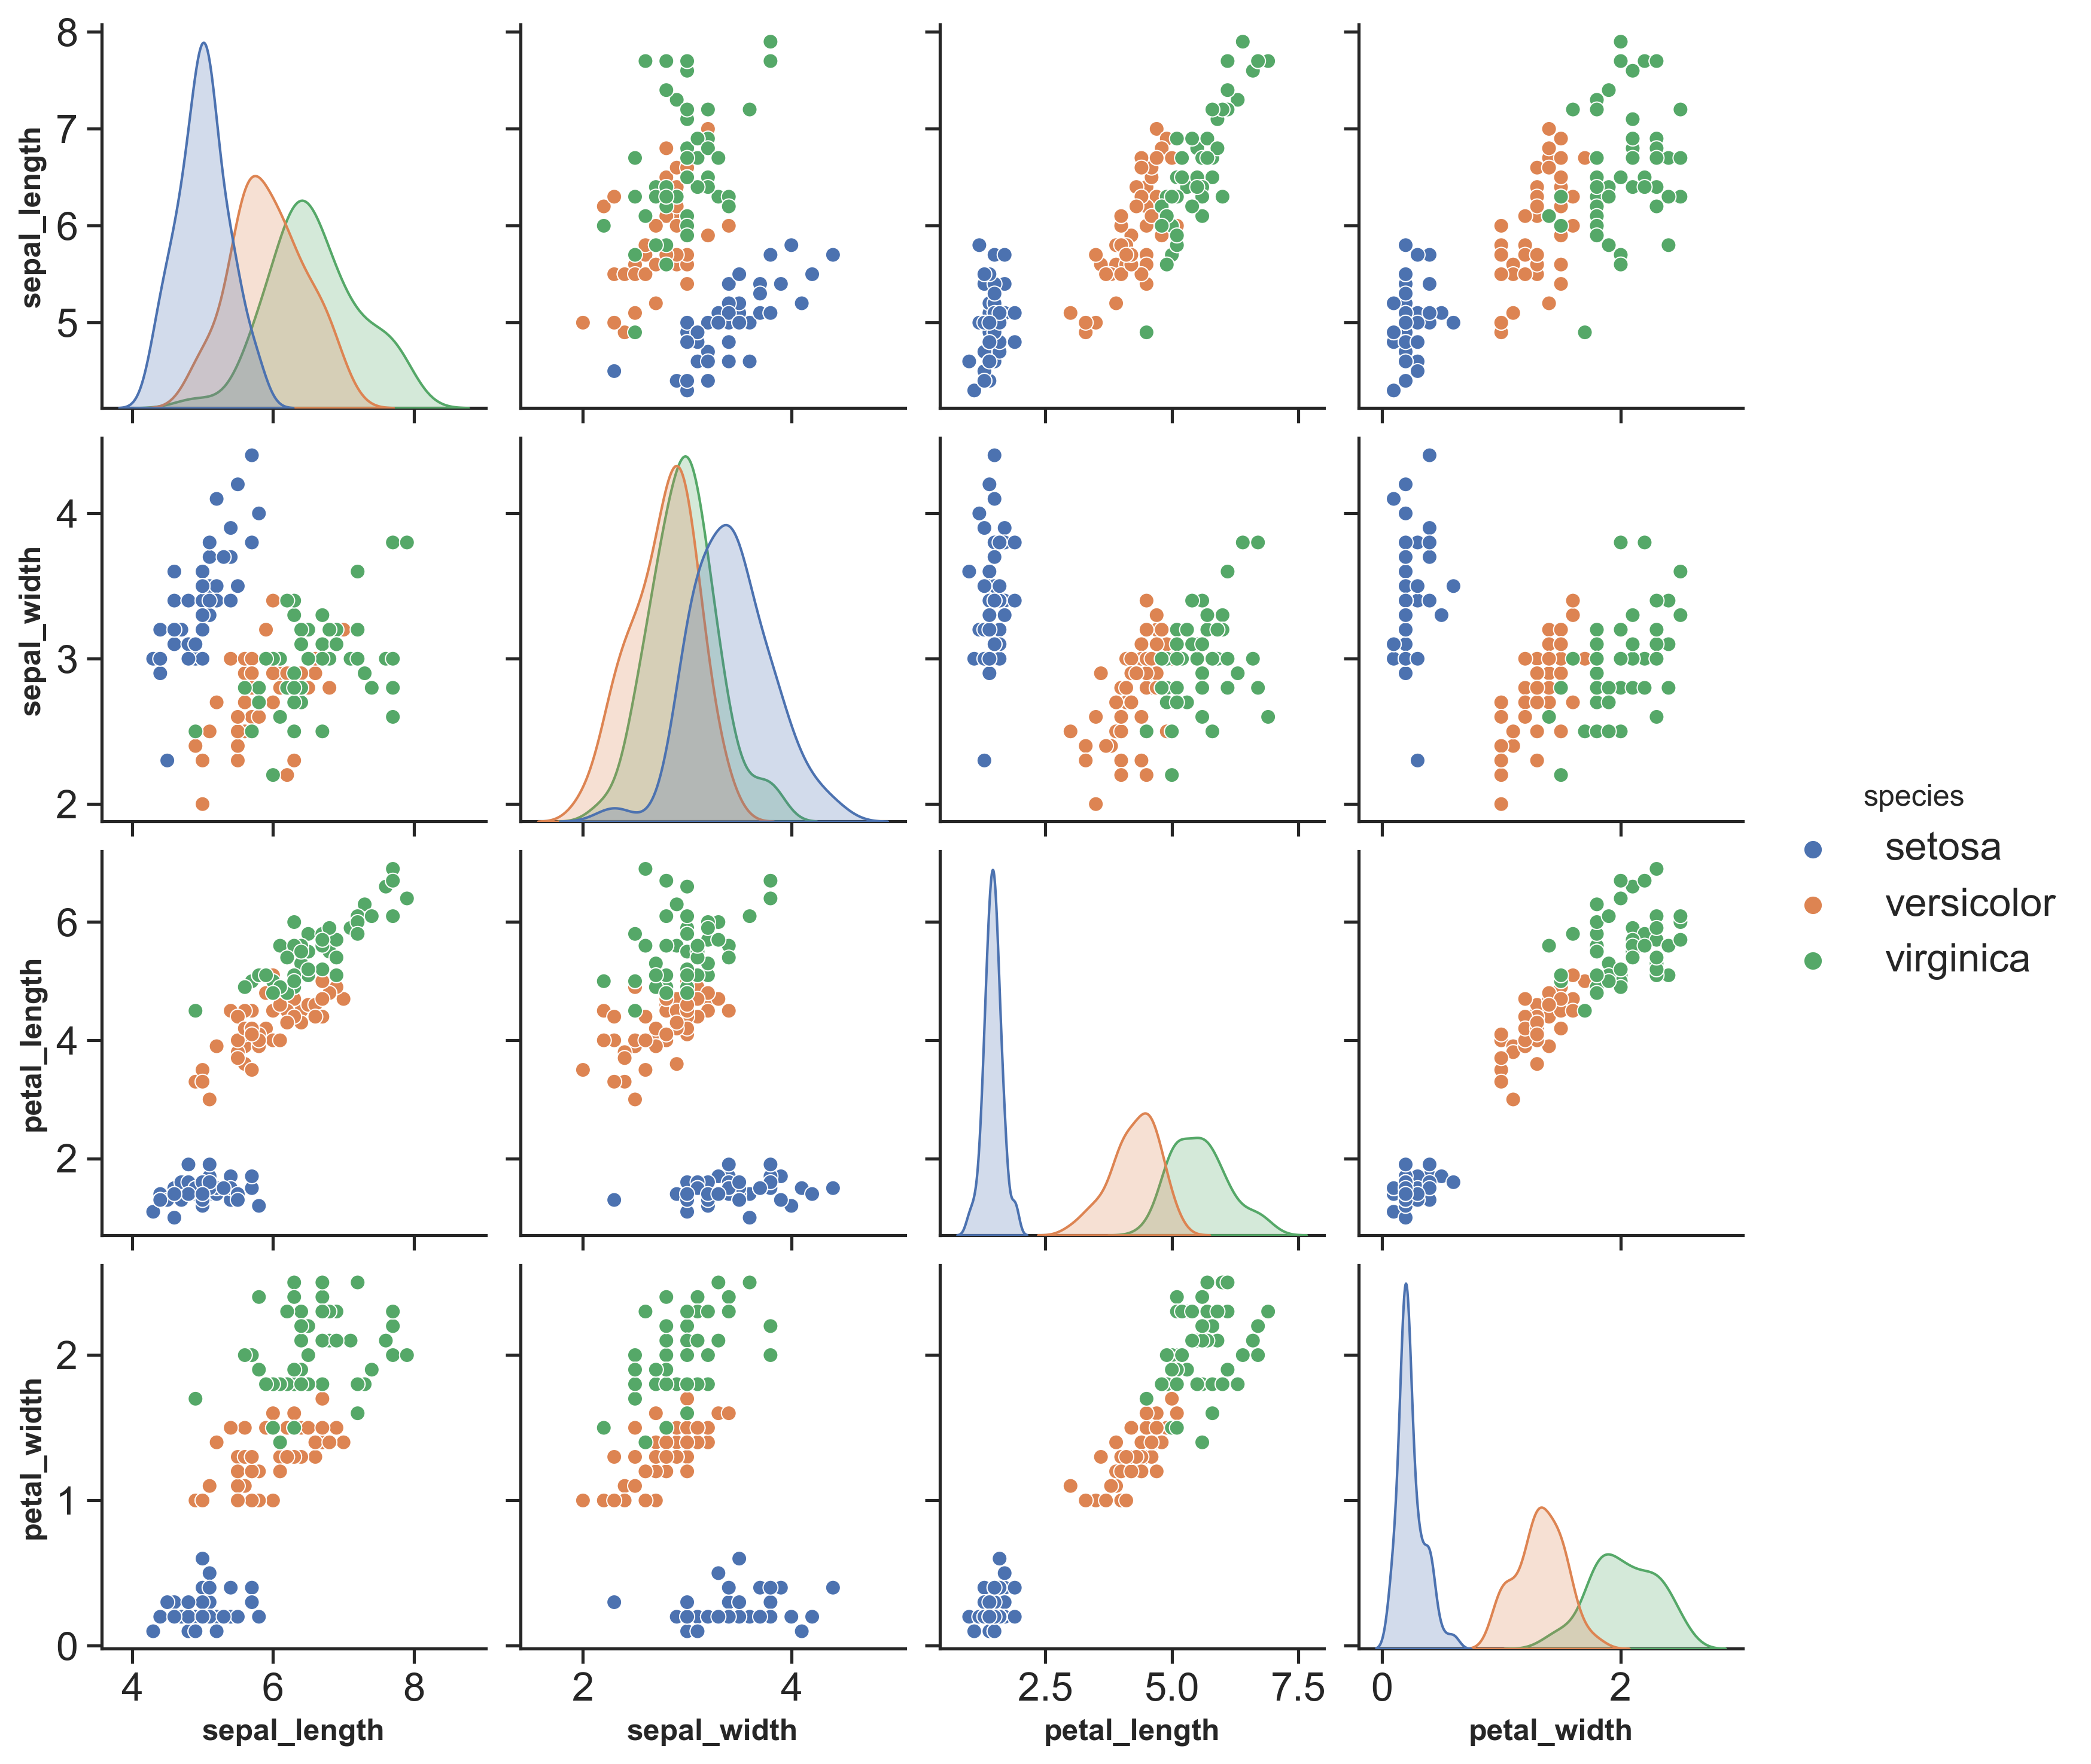 8
7
6
5
sepal_length
4
3
2
sepal_width
6
4
2
petal_length
2
1
0
petal_width
4 6 8
2 4
2.5 5.0 7.5
0 2
sepal_length
sepal_width
petal_length
petal_width
species
setosa
versicolor
virginica